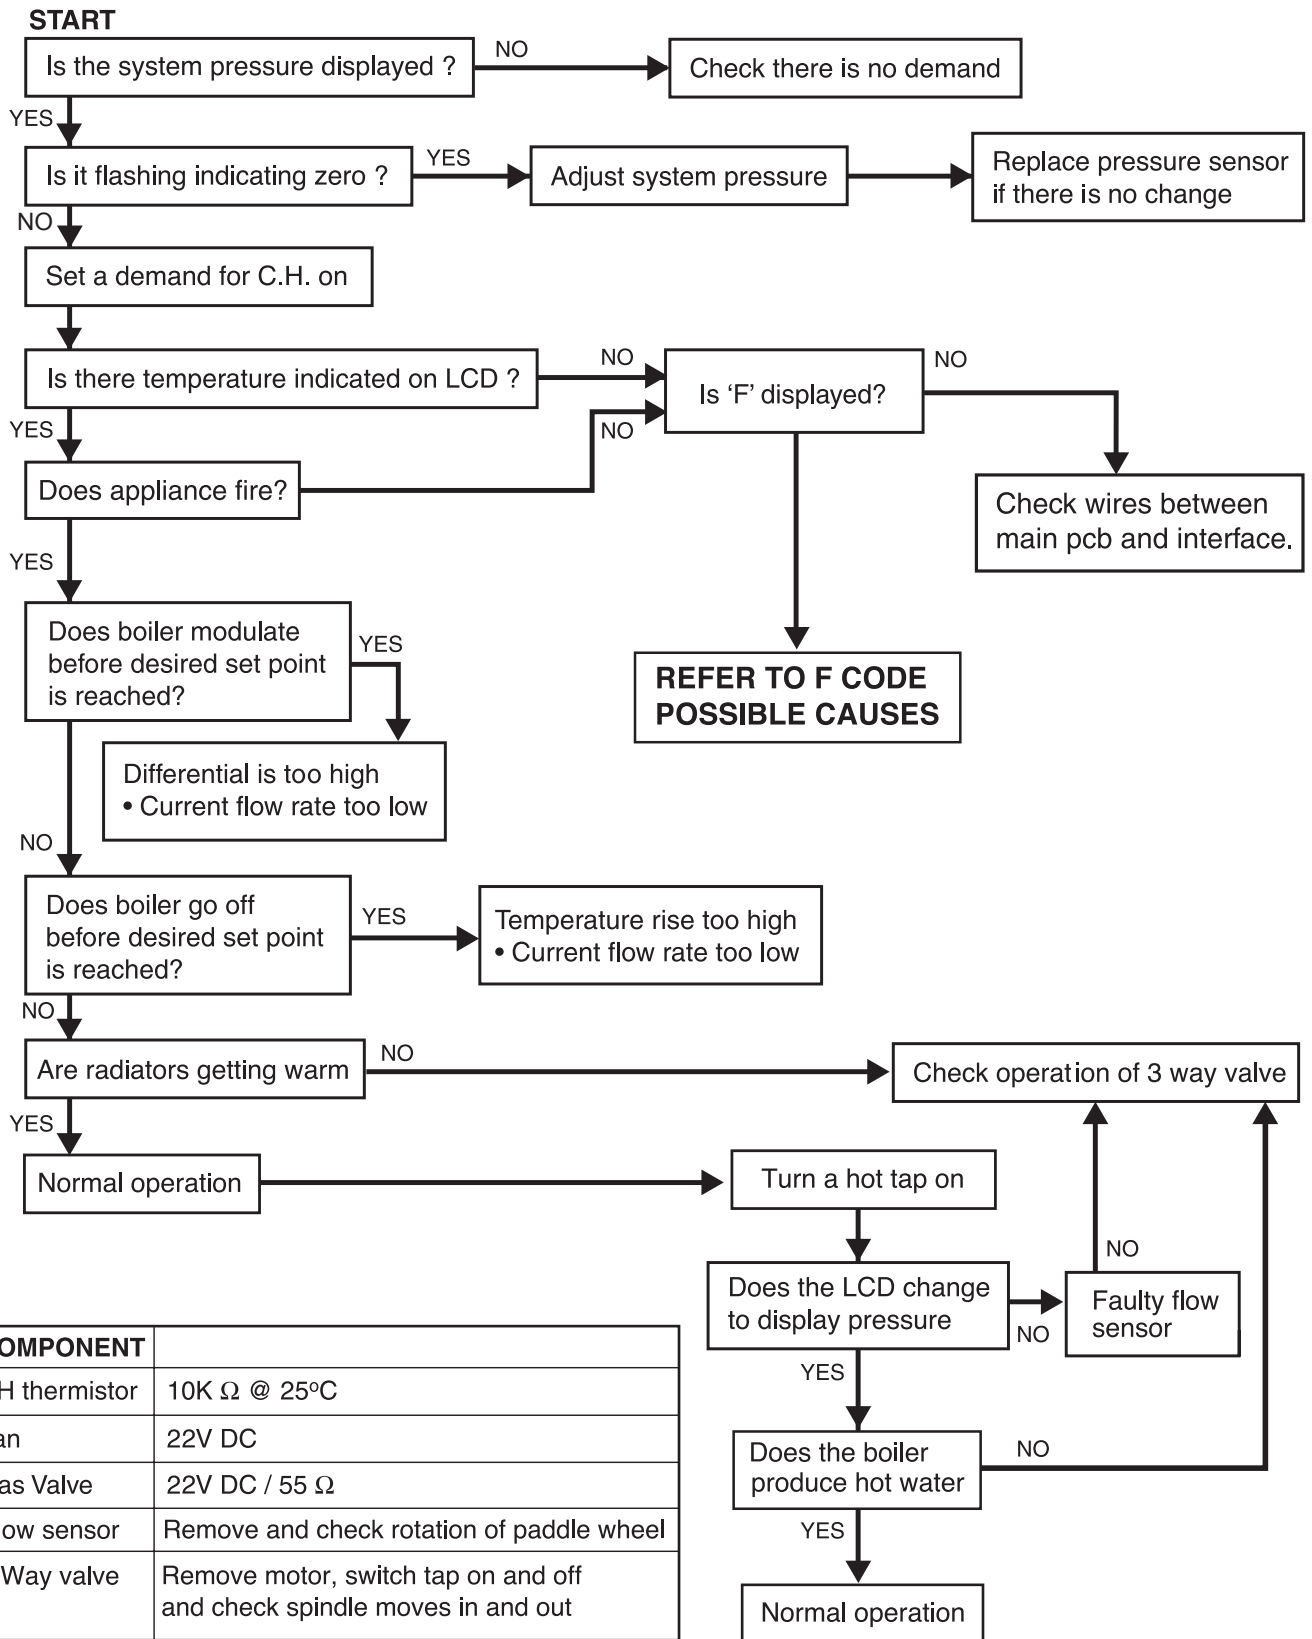 START
Is the system pressure displayed ?
NO
Check there is no demand
YES
Is it flashing indicating zero ?
YES
Adjust system pressure
Replace pressure sensor
if there is no change
NO
Set a demand for C.H. on
Is there temperature indicated on LCD ?
NO
Is ‘F’ displayed?
NO
YES
NO
Does appliance fire?
Check wires between
main pcb and interface.
YES
Does boiler modulate
before desired set point
is reached?
YES
REFER TO F CODE
POSSIBLE CAUSES
Differential is too high
• Current flow rate too low
NO
Does boiler go off
before desired set point
is reached?
YES
Temperature rise too high
• Current flow rate too low
NO
Are radiators getting warm
NO
Check operation of 3 way valve
YES
Normal operation
Turn a hot tap on
Does the LCD change
to display pressure
NO
Faulty flow
sensor
NO
YES
Does the boiler
produce hot water
NO
YES
Normal operation
OMPONENT
H thermistor 10K Ω @ 25ºC
an 22V DC
as Valve 22V DC / 55 Ω
ow sensor Remove and check rotation of paddle wheel
Way valve Remove motor, switch tap on and off
and check spindle moves in and out